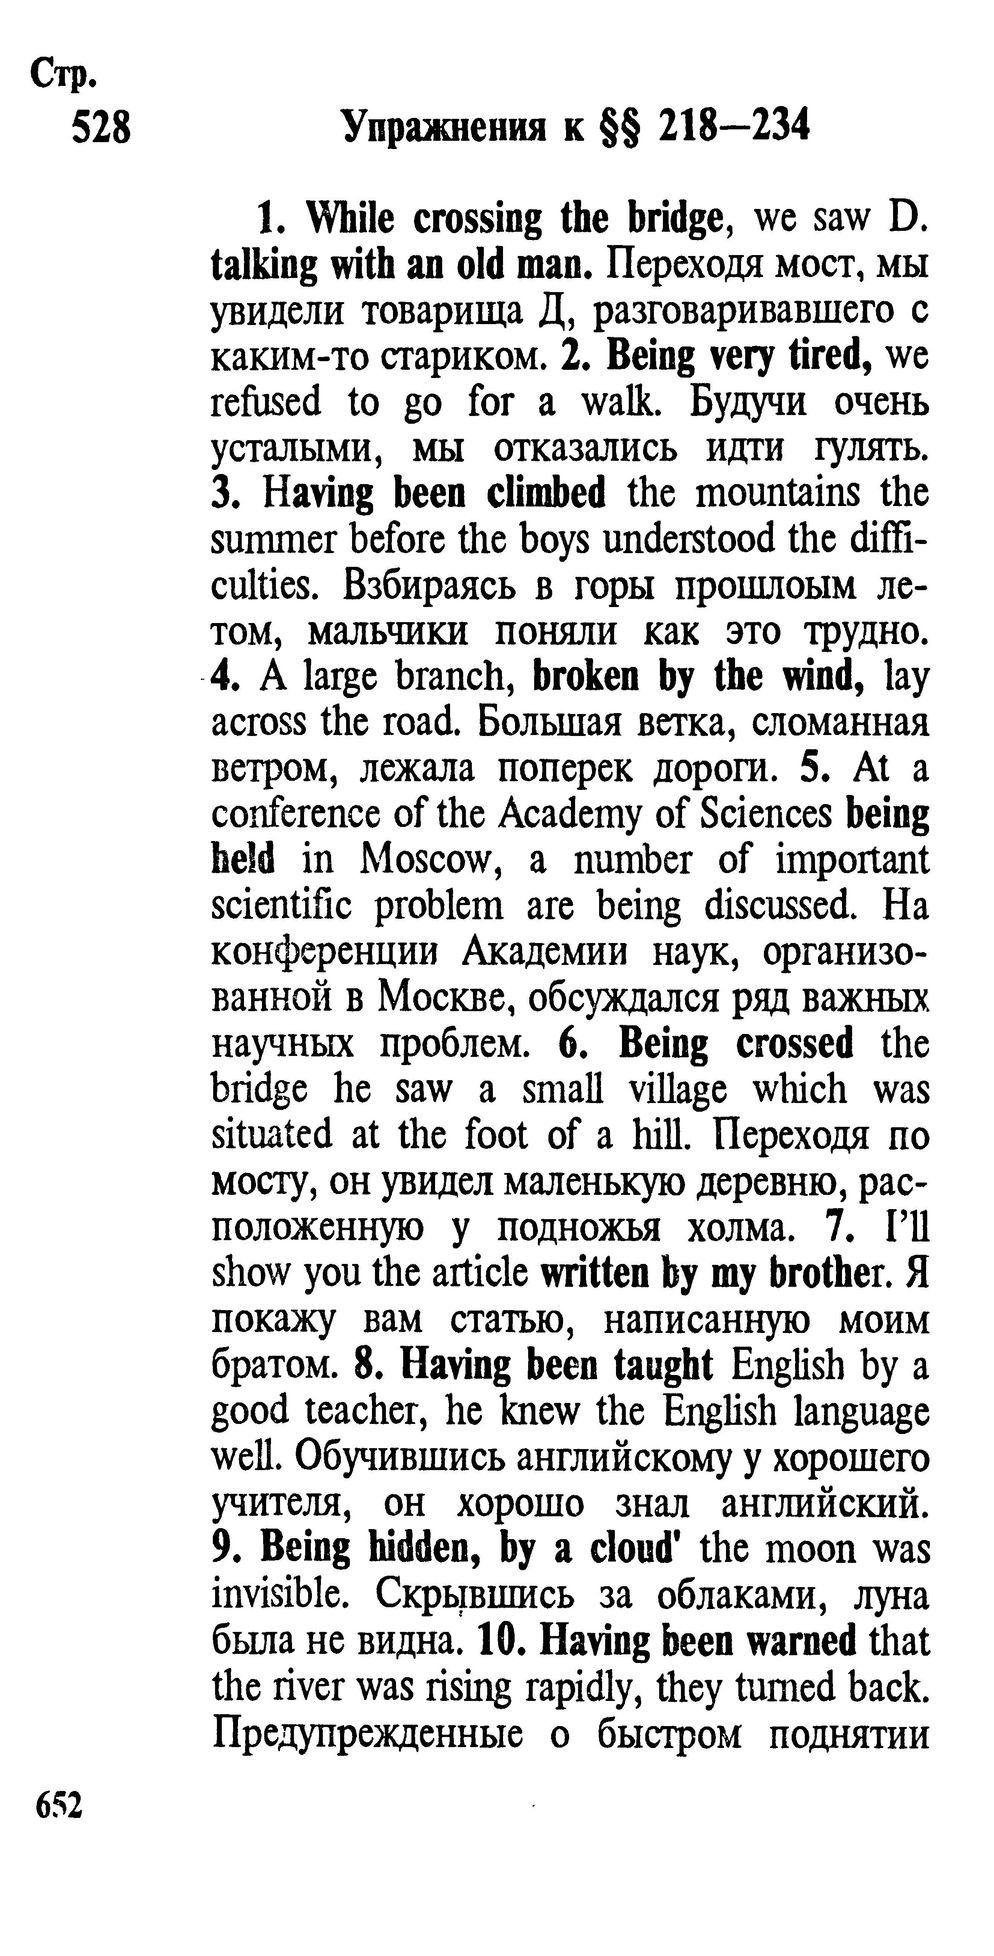 Стр.
528 Упражнения к §§ 218—234
1. While crossing the bridge, we saw D.
talking with an old man. Переходя мост, мы
увидели товарища Д, разговаривавшего с
каким-то стариком. 2. Being very tired, we
refused to go for a walk. Будучи очень
усталыми, мы отказались идти гулять.
3. Having been climbed the mountains the
summer before the boys understood the diffi-
culties. Взбираясь в горы прошлоым ле-
том, мальчики поняли как это трудно.
4. A large branch, broken by the wind, lay
across the road. Большая ветка, сломанная
ветром, лежала поперек дороги. 5. At a
conference of the Academy of Sciences being
held in Moscow, a number of important
scientific problem are being discussed. На
конференции Академии наук, организо-
ванной в Москве, обсуждался ряд важных
научных проблем. 6. Being crossed the
bridge he saw a small village which was
situated at the foot of a hill. Переходя по
мосту, он увидел маленькую деревню, рас-
положенную у подножья холма. 7. I'll
show you the article written by my brother. Я
покажу вам статью, написанную моим
братом. 8. Having been taught English by a
good teacher, he knew the English language
well. Обучившись английскому у хорошего
учителя, он хорошо знал английский.
9. Being hidden, by a cloud' the moon was
invisible. Скрывшись за облаками, луна
была не видна. 10. Having been warned that
the river was rising rapidly, they turned back.
Предупрежденные о быстром поднятии
652